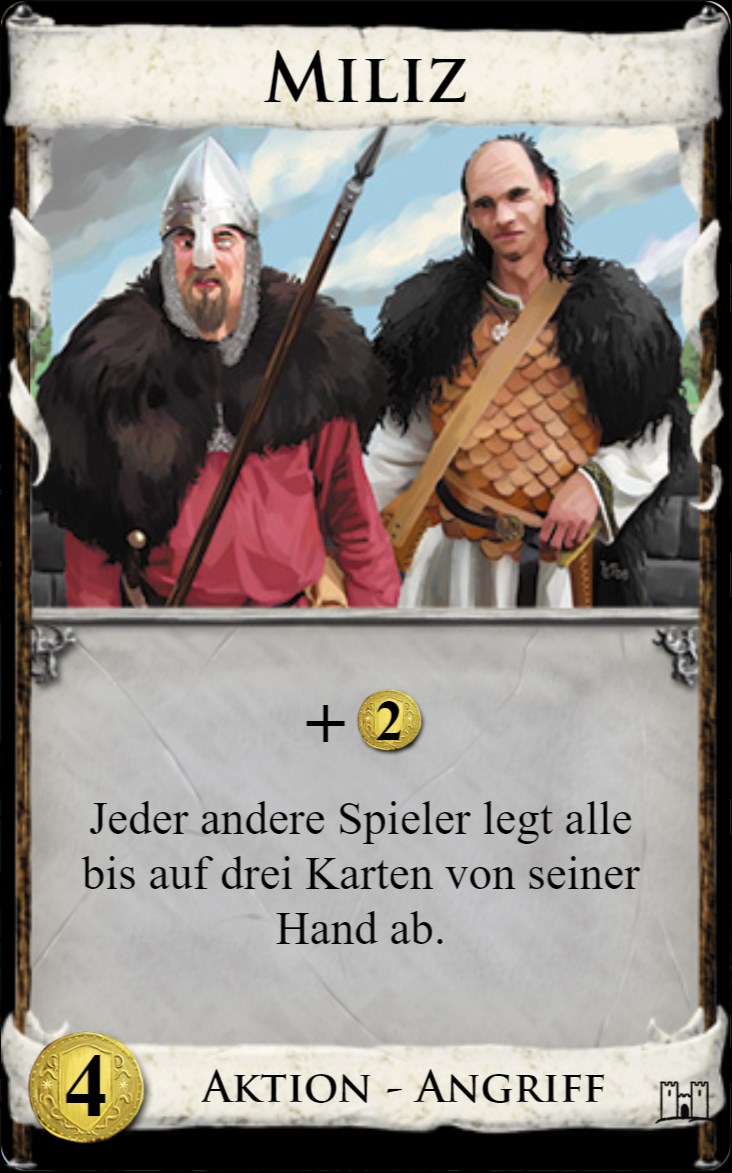 Miliz
+ 2
Jeder andere Spieler legt alle
bis auf drei Karten von seiner
Hand ab.
4 Aktion - Angriff